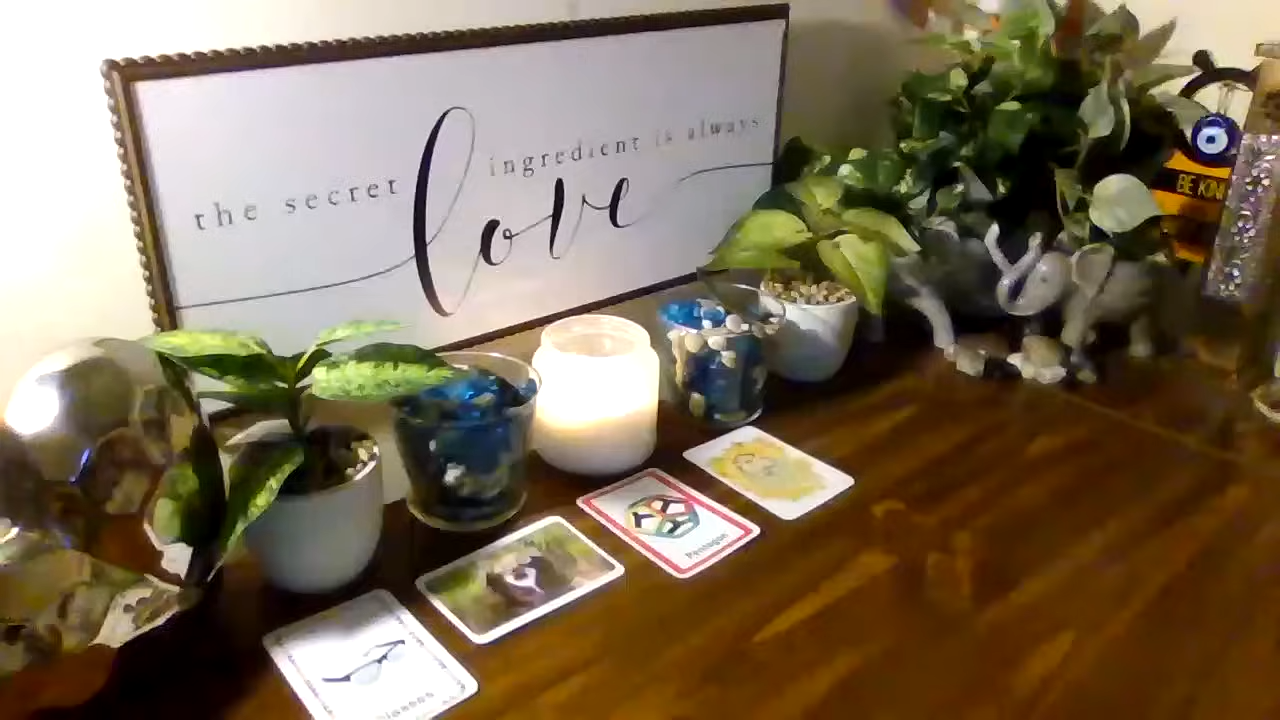 the secret
ingredient is always
love
BE KIN
Pentagon